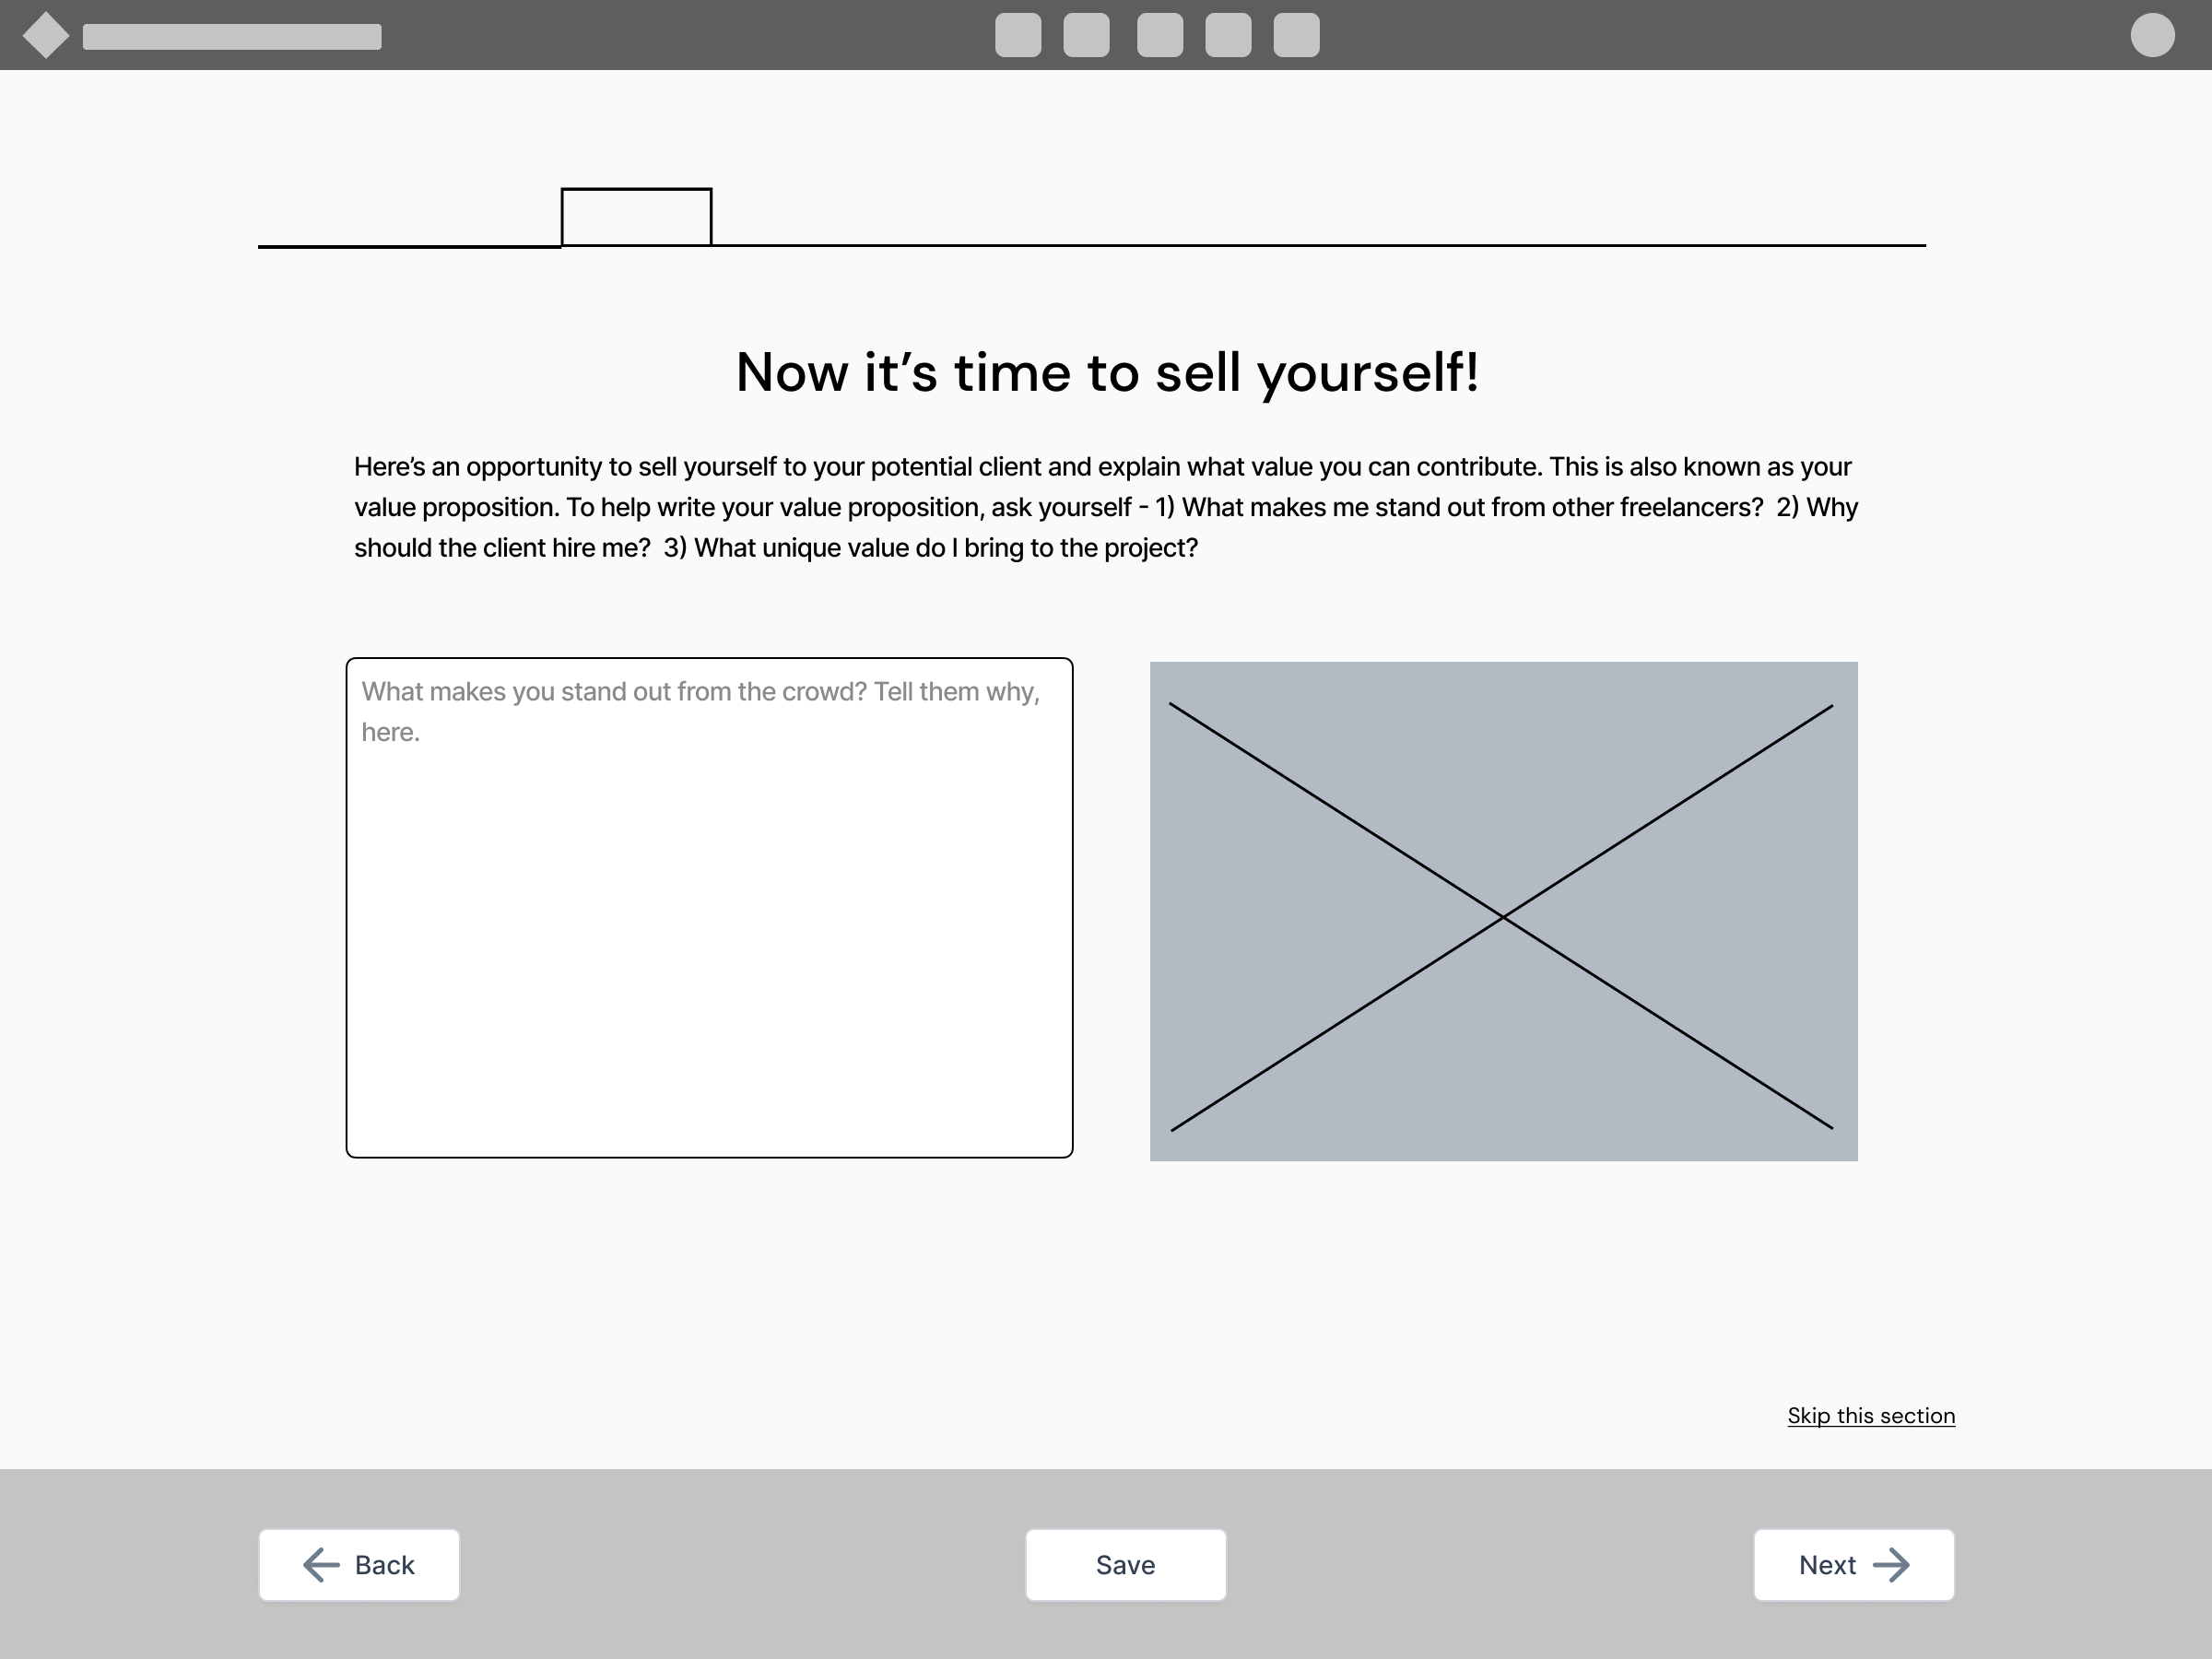 Now it’s time to sell yourself!
Here’s an opportunity to sell yourself to your potential client and explain what value you can contribute. This is also known as your
value proposition. To help write your value proposition, ask yourself - 1) What makes me stand out from other freelancers?  2) Why
should the client hire me?  3) What unique value do I bring to the project?
What makes you stand out from the crowd? Tell them why,
here.
Skip this section
Back
Save
Next